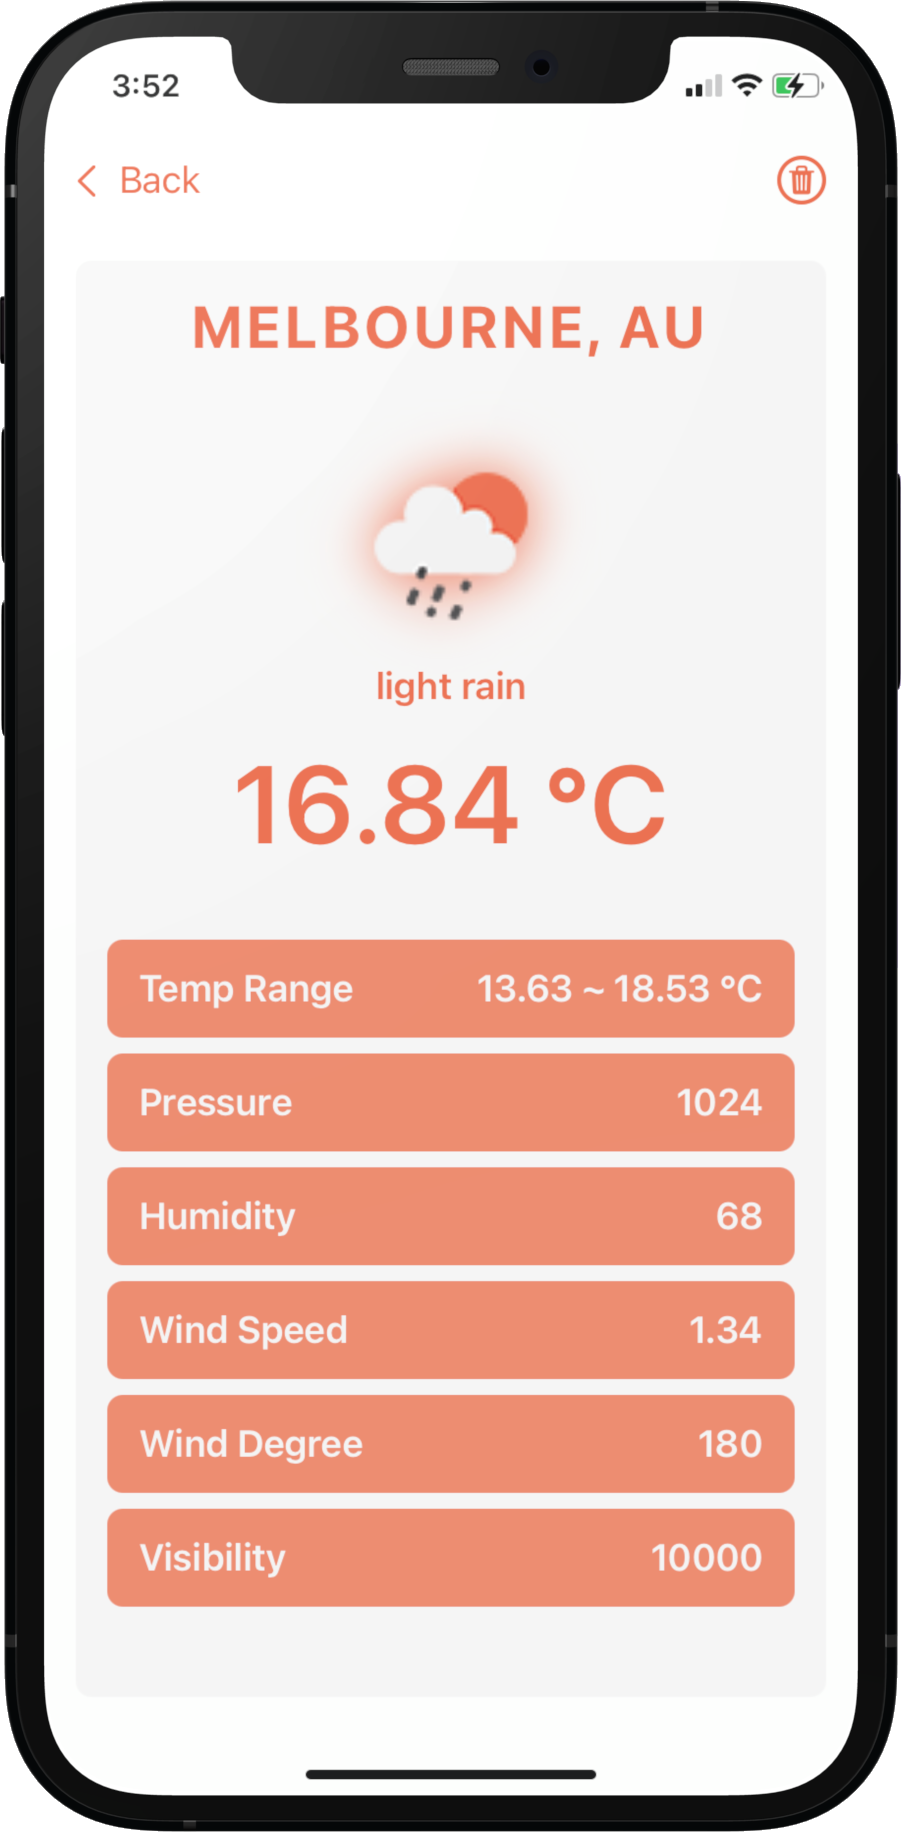 3:52
Back
MELBOURNE, AU
light rain
16.84 °C
Temp Range 13.63 ~ 18.53 °C
Pressure 1024
Humidity 68
Wind Speed 1.34
Wind Degree 180
Visibility 10000